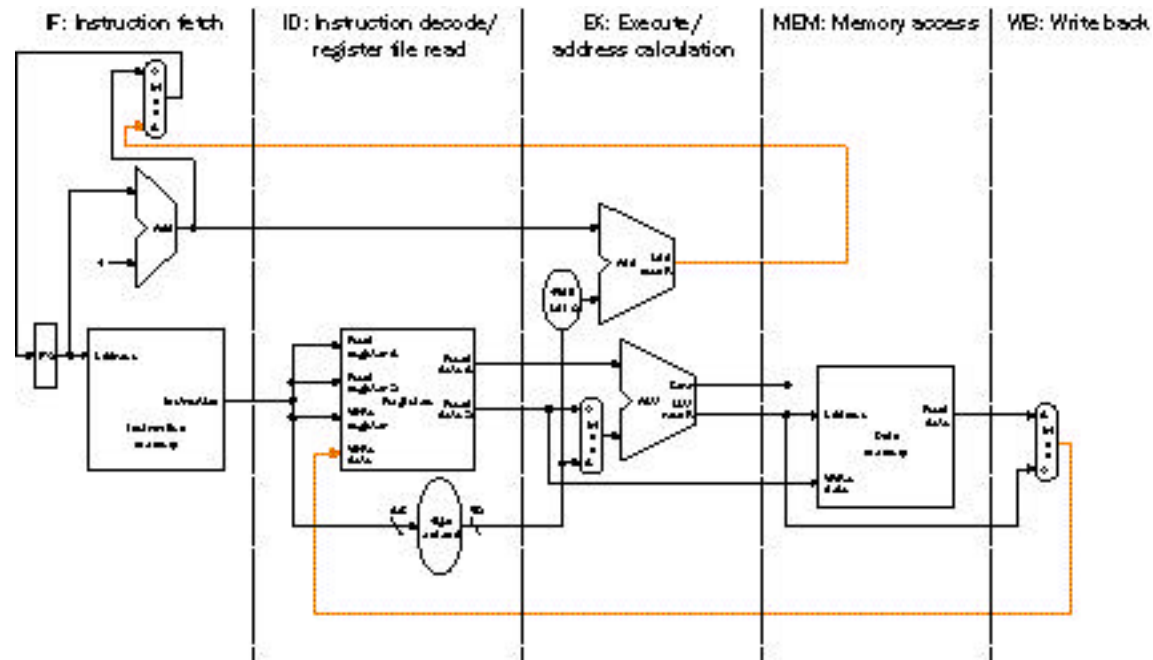 IF: Instruction fetch
ID: Instruction decode/
register file read
EX: Execute/
address calculation
MEM: Memory access
WB: Write back
Add
4
Add
Add
result
Shift
left 2
PC
Address
Instruction
Instruction
memory
Read
register 1
Read
register 2
Registers
Write
register
Write
data
Read
data 1
Read
data 2
Zero
ALU
ALU
result
Address
Data
memory
Write
data
Read
data
16
Sign
extend